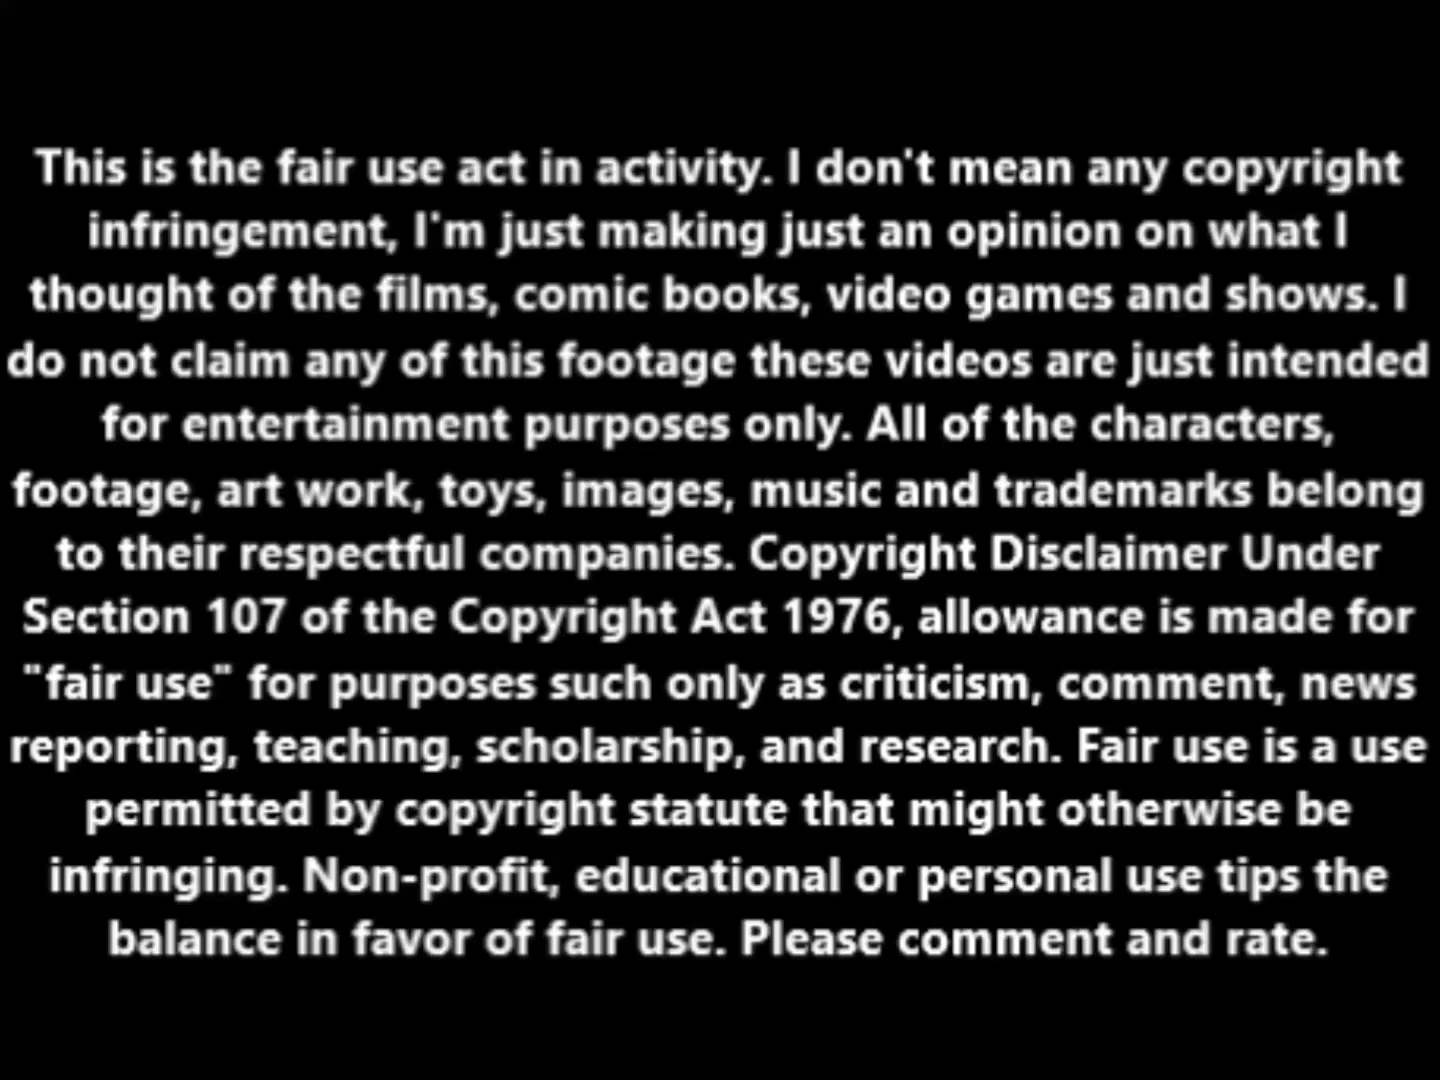 This is the fair use act in activity. I don't mean any copyright
infringement, I'm just making just an opinion on what I
thought of the films, comic books, video games and shows. I
do not claim any of this footage these videos are just intended
for entertainment purposes only. All of the characters,
footage, art work, toys, images, music and trademarks belong
to their respectful companies. Copyright Disclaimer Under
Section 107 of the Copyright Act 1976, allowance is made for
"fair use" for purposes such only as criticism, comment, news
reporting, teaching, scholarship, and research. Fair use is a use
permitted by copyright statute that might otherwise be
infringing. Non-profit, educational or personal use tips the
balance in favor of fair use. Please comment and rate.